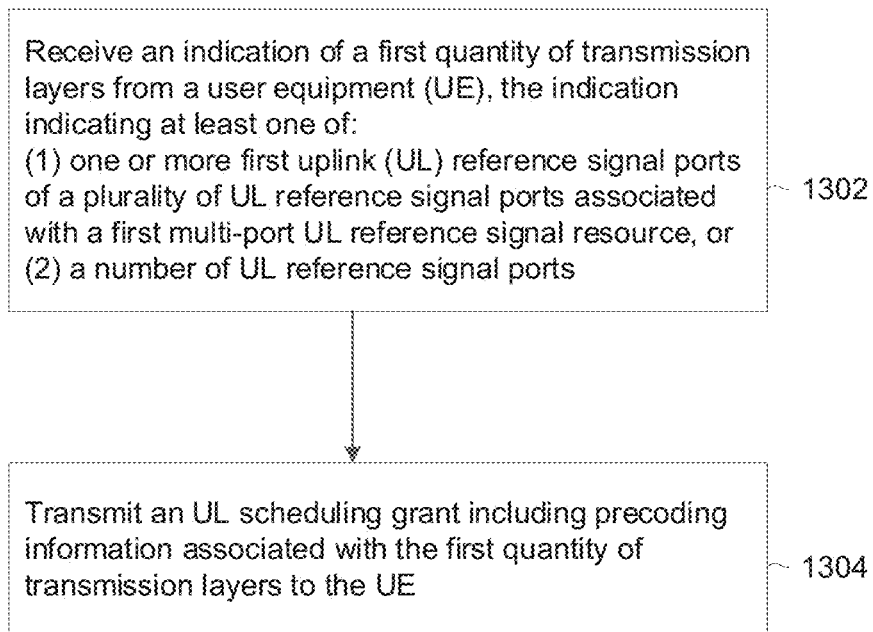 Receive an indication of a first quantity of transmission
layers from a user equipment (UE), the indication
indicating at least one of:
(1) one or more first uplink (UL) reference signal ports
of a plurality of UL reference signal ports associated
with a first multi-port UL reference signal resource, or
(2) a number of UL reference signal ports
1302
Transmit an UL scheduling grant including precoding
information associated with the first quantity of
transmission layers to the UE
1304